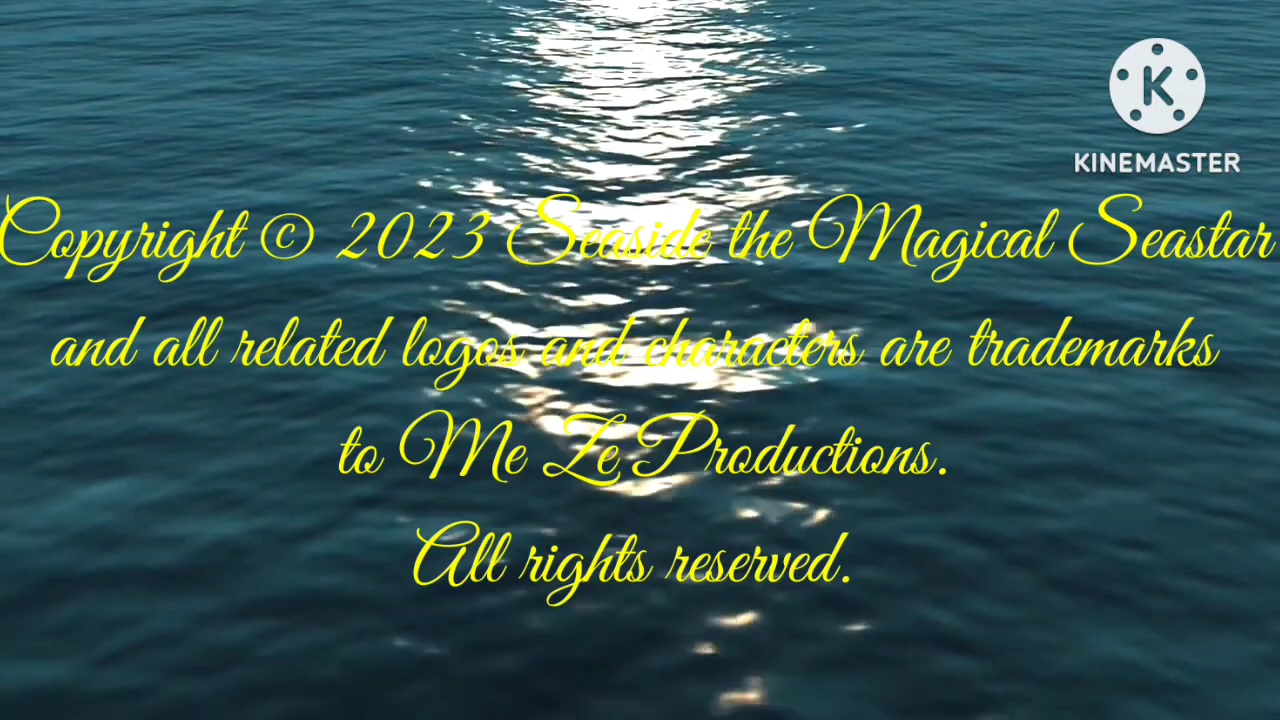 K
KINEMASTER
Copyright © 2023 Seaside the Magical Seastar
and all related logos and characters are trademarks
to Me Ze Productions.
All rights reserved.